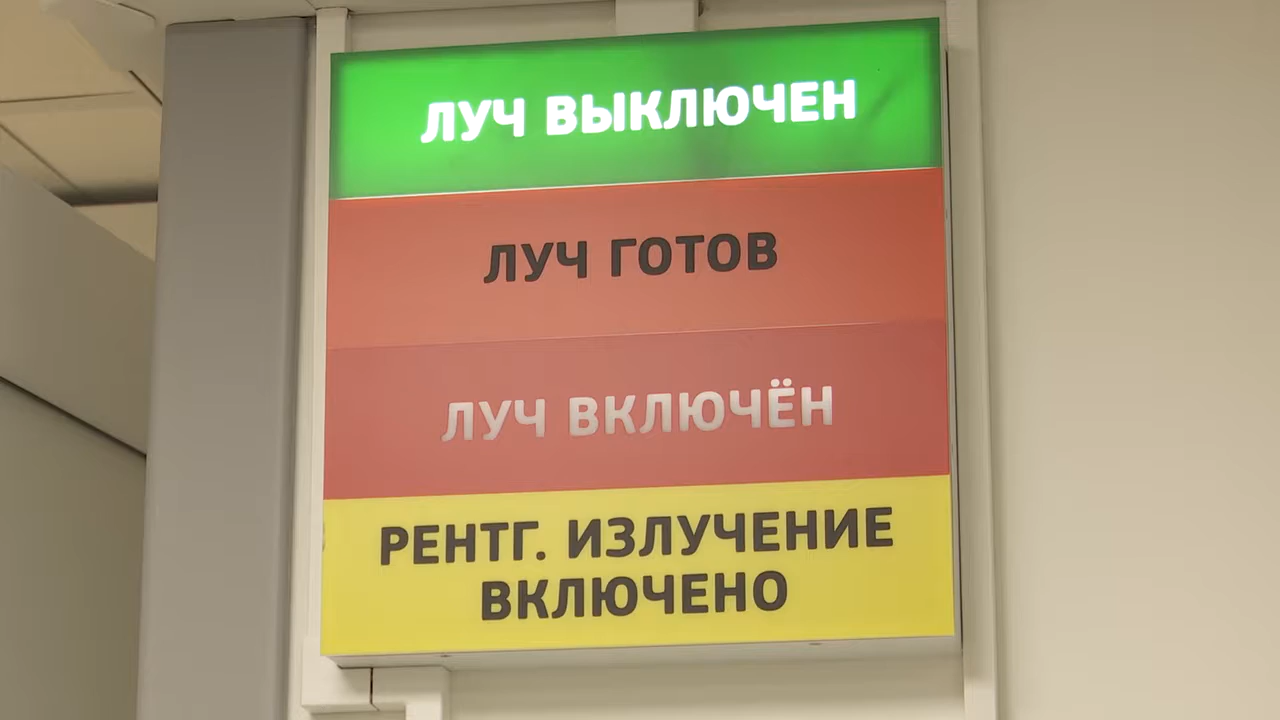 ЛУЧ ВЫКЛЮЧЕН
ЛУЧ ГОТОВ
ЛУЧ ВКЛЮЧЁН
РЕНТГ. ИЗЛУЧЕНИЕ
ВКЛЮЧЕНО